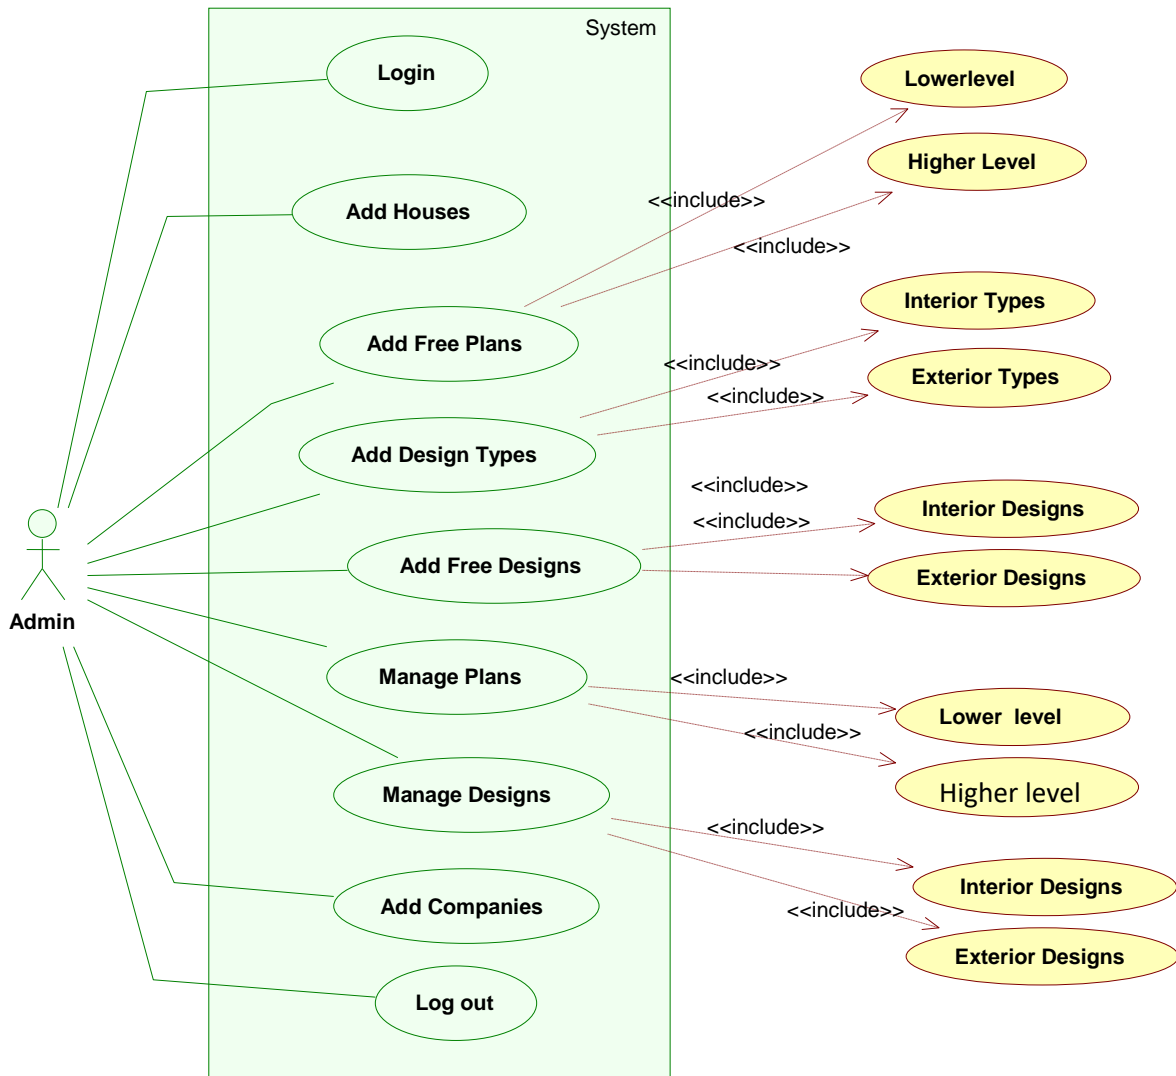 System
Login
Lowerlevel
Higher Level
<<include>>
Add Houses
<<include>>
Interior Types
Add Free Plans
<<include>>
Exterior Types
<<include>>
Add Design Types
<<include>>
Interior Designs
<<include>>
Add Free Designs
Exterior Designs
Admin
Manage Plans
<<include>>
Lower  level
<<include>>
Manage Designs
Higher level
<<include>>
Interior Designs
Add Companies
<<include>>
Exterior Designs
Log out